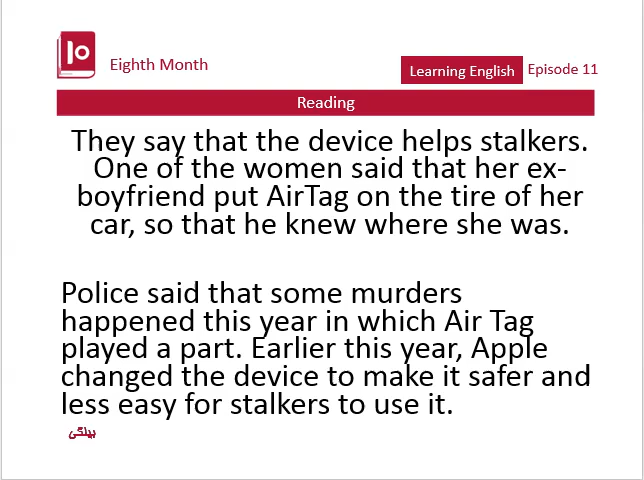 Eighth Month
Learning English Episode 11
Reading
They say that the device helps stalkers.
One of the women said that her ex-
boyfriend put AirTag on the tire of her
car, so that he knew where she was.
Police said that some murders
happened this year in which Air Tag
played a part. Earlier this year, Apple
changed the device to make it safer and
less easy for stalkers to use it.